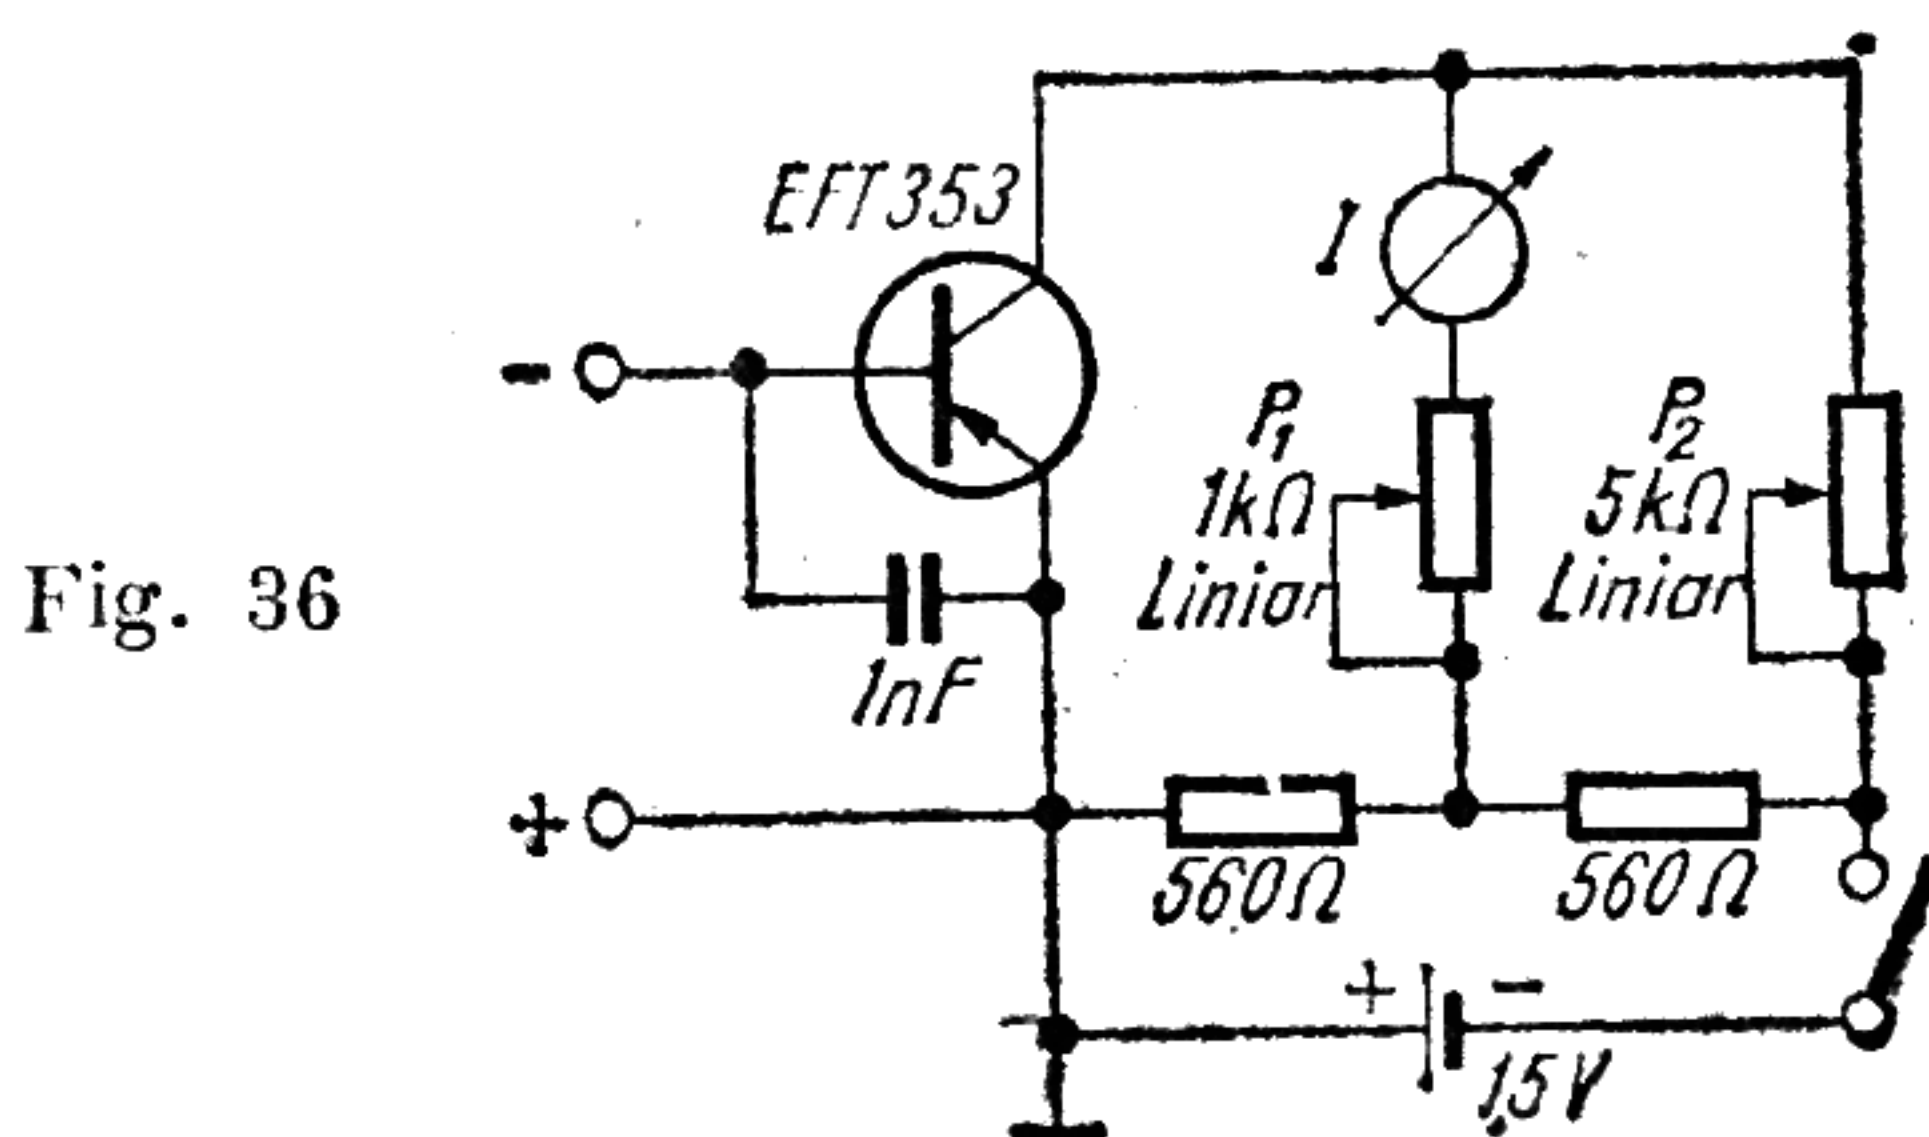 EFT353
I
-
P1
1kΩ
Liniar
P2
5kΩ
Liniar
Fig. 36
1nF
+
560Ω
560Ω
+ -
1,5V